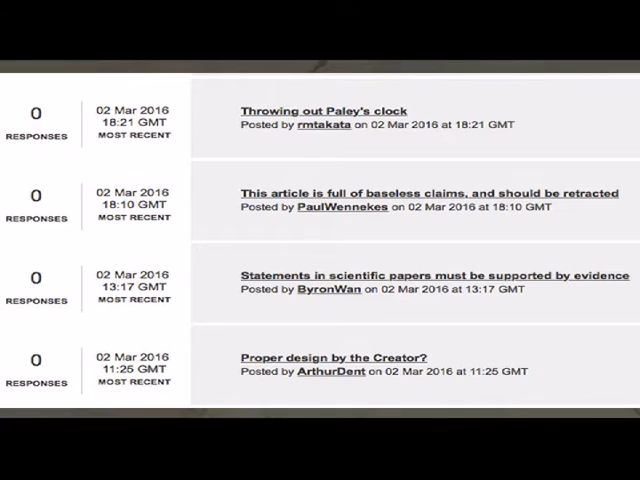 0
RESPONSES
02 Mar 2016
18:21 GMT
MOST RECENT
Throwing out Paley's clock
Posted by rmtakata on 02 Mar 2016 at 18:21 GMT
0
RESPONSES
02 Mar 2016
18:10 GMT
MOST RECENT
This article is full of baseless claims, and should be retracted
Posted by PaulWennekes on 02 Mar 2016 at 18:10 GMT
0
RESPONSES
02 Mar 2016
13:17 GMT
MOST RECENT
Statements in scientific papers must be supported by evidence
Posted by ByronWan on 02 Mar 2016 at 13:17 GMT
0
RESPONSES
02 Mar 2016
11:25 GMT
MOST RECENT
Proper design by the Creator?
Posted by ArthurDent on 02 Mar 2016 at 11:25 GMT